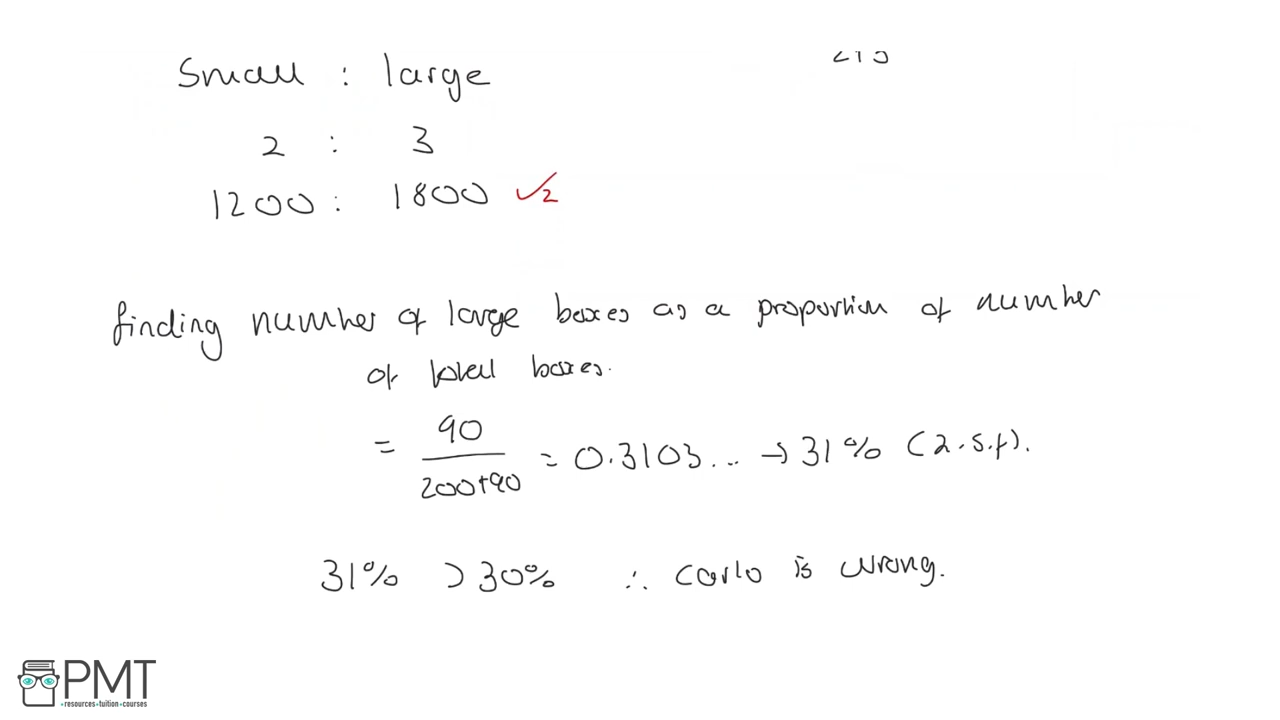 Small : large
2 : 3
1200 : 1800 ✓2
finding number of large boxes as a proportion of number
of total boxes.
= 90 / 200+90 = 0.3103... → 31% (2.s.f).
31% > 30% ∴ Carlo is wrong.
PMT
•resources•tuition•courses